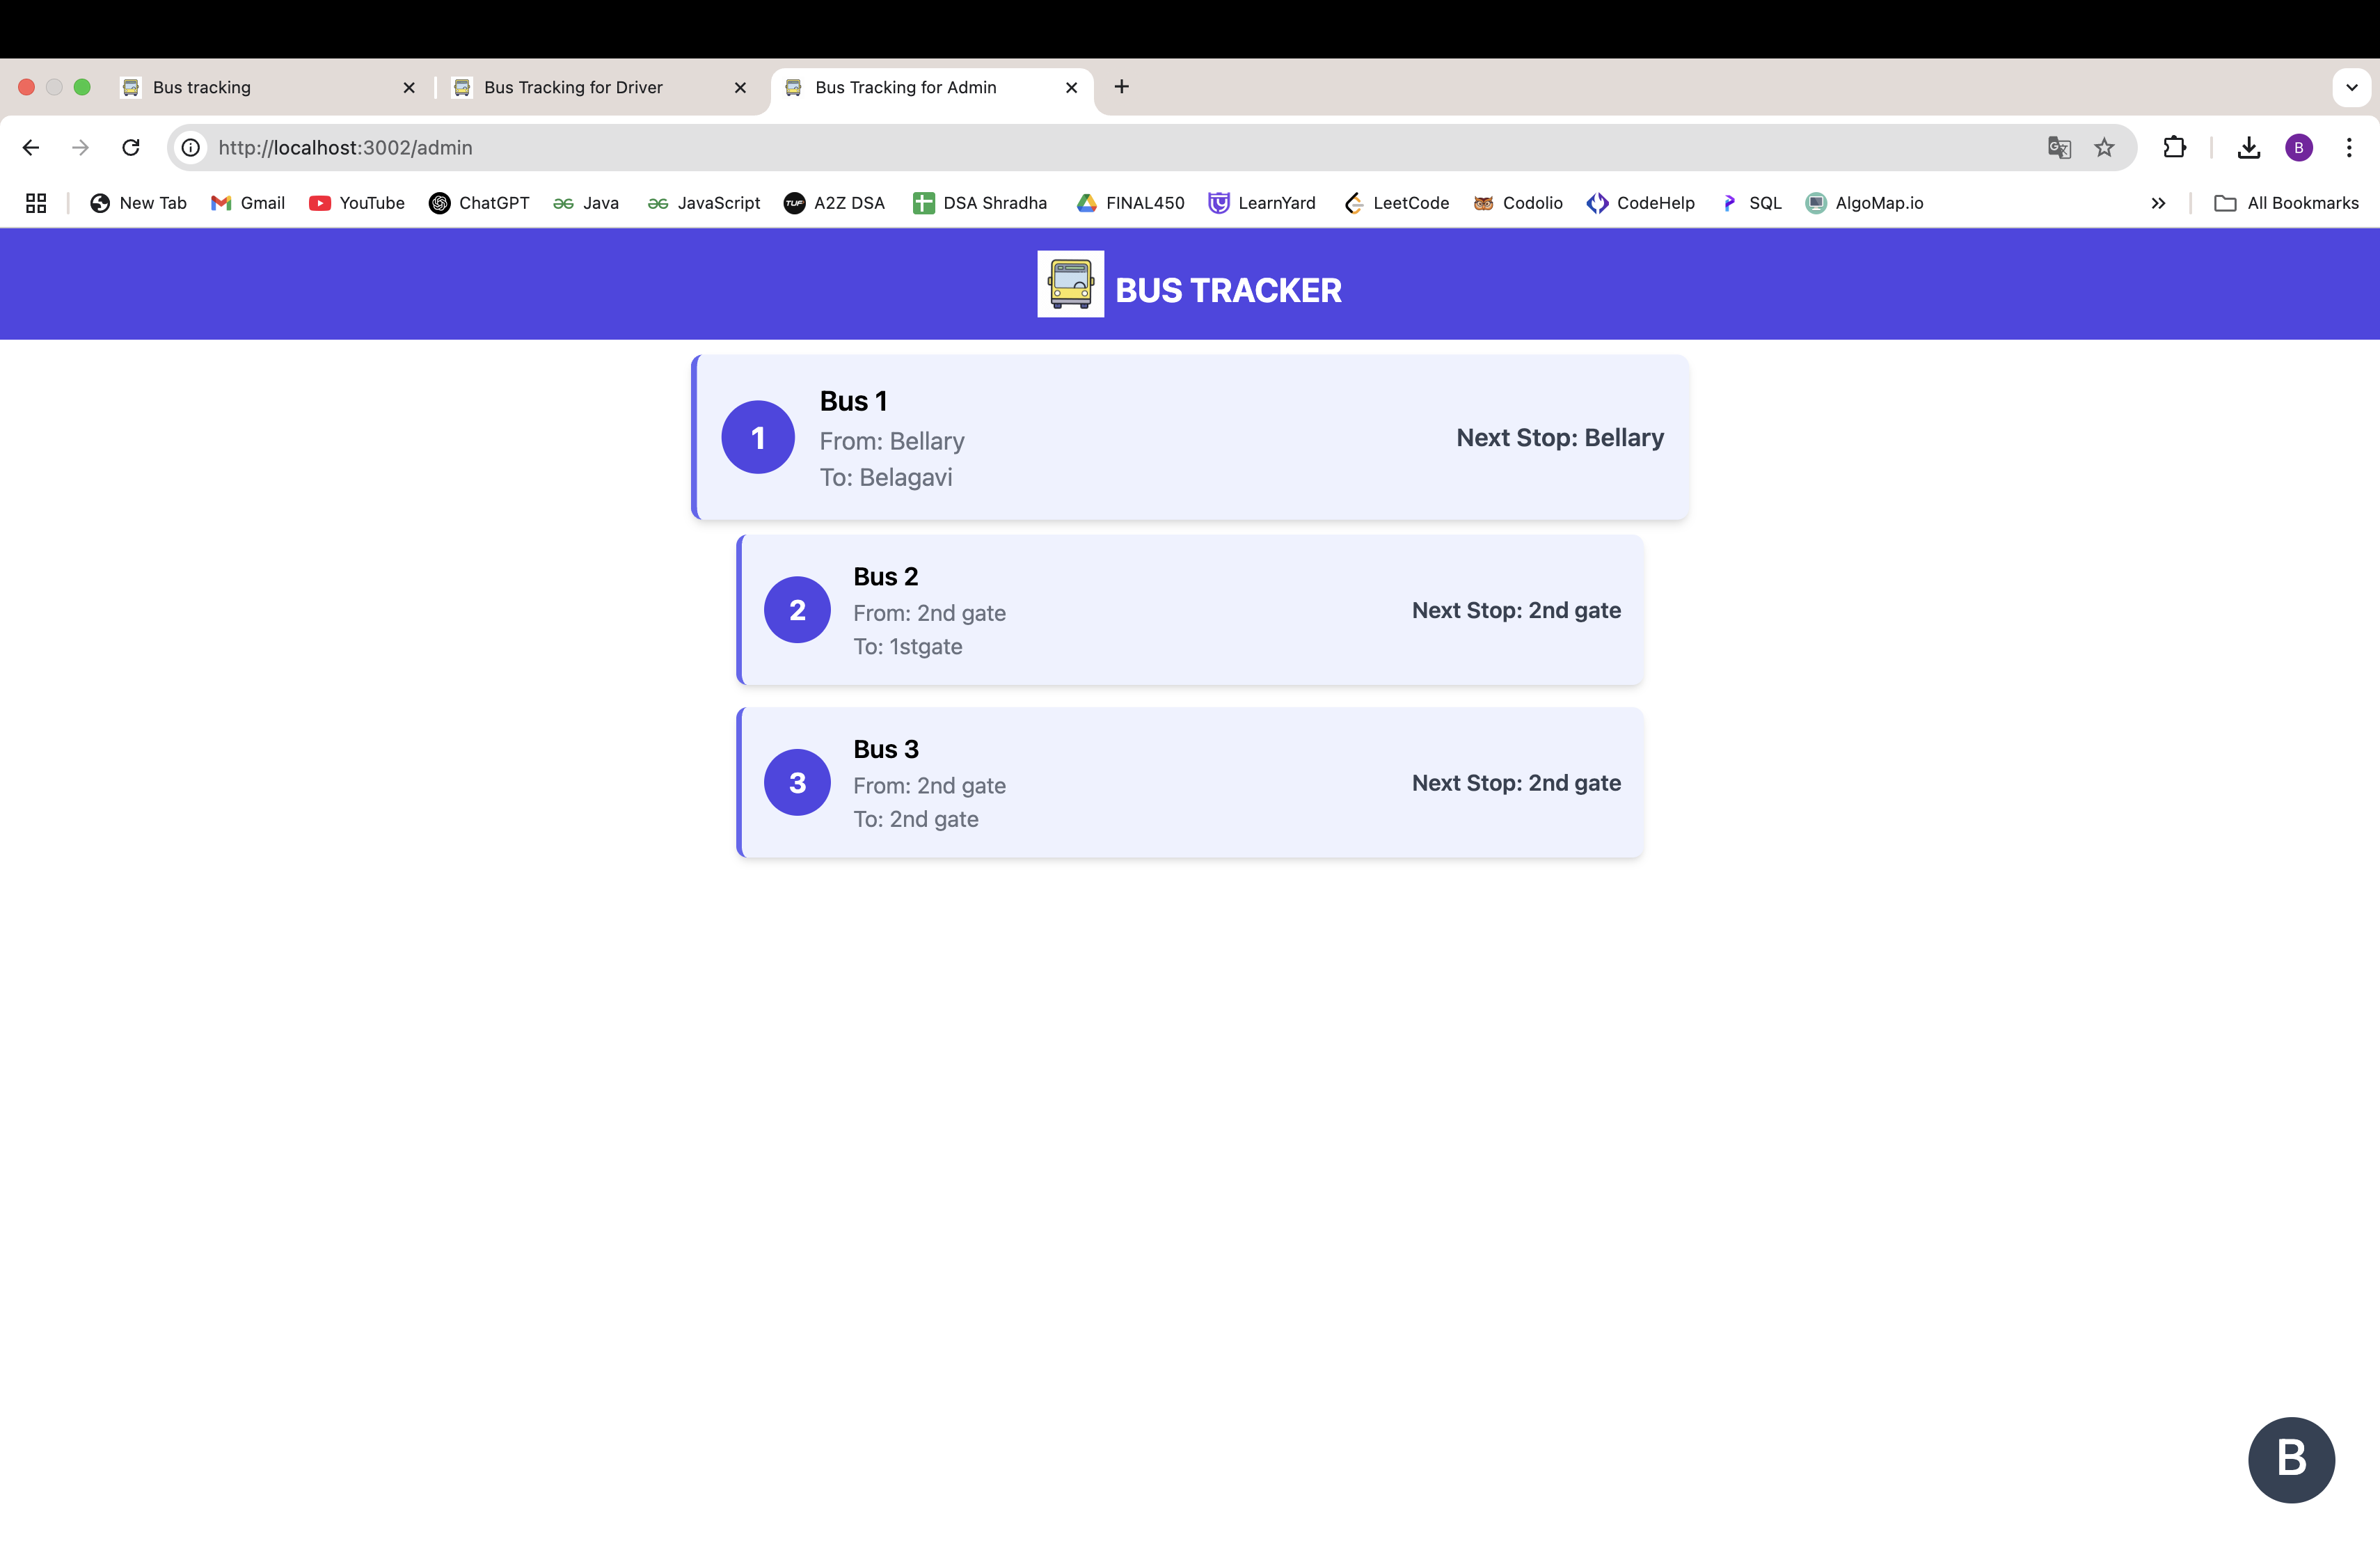 Bus tracking
Bus Tracking for Driver
Bus Tracking for Admin
http://localhost:3002/admin
B
New Tab
Gmail
YouTube
ChatGPT
Java
JavaScript
TUF
A2Z DSA
DSA Shradha
FINAL450
LearnYard
LeetCode
Codolio
CodeHelp
SQL
AlgoMap.io
All Bookmarks
BUS TRACKER
1
Bus 1
From: Bellary
To: Belagavi
Next Stop: Bellary
2
Bus 2
From: 2nd gate
To: 1stgate
Next Stop: 2nd gate
3
Bus 3
From: 2nd gate
To: 2nd gate
Next Stop: 2nd gate
B